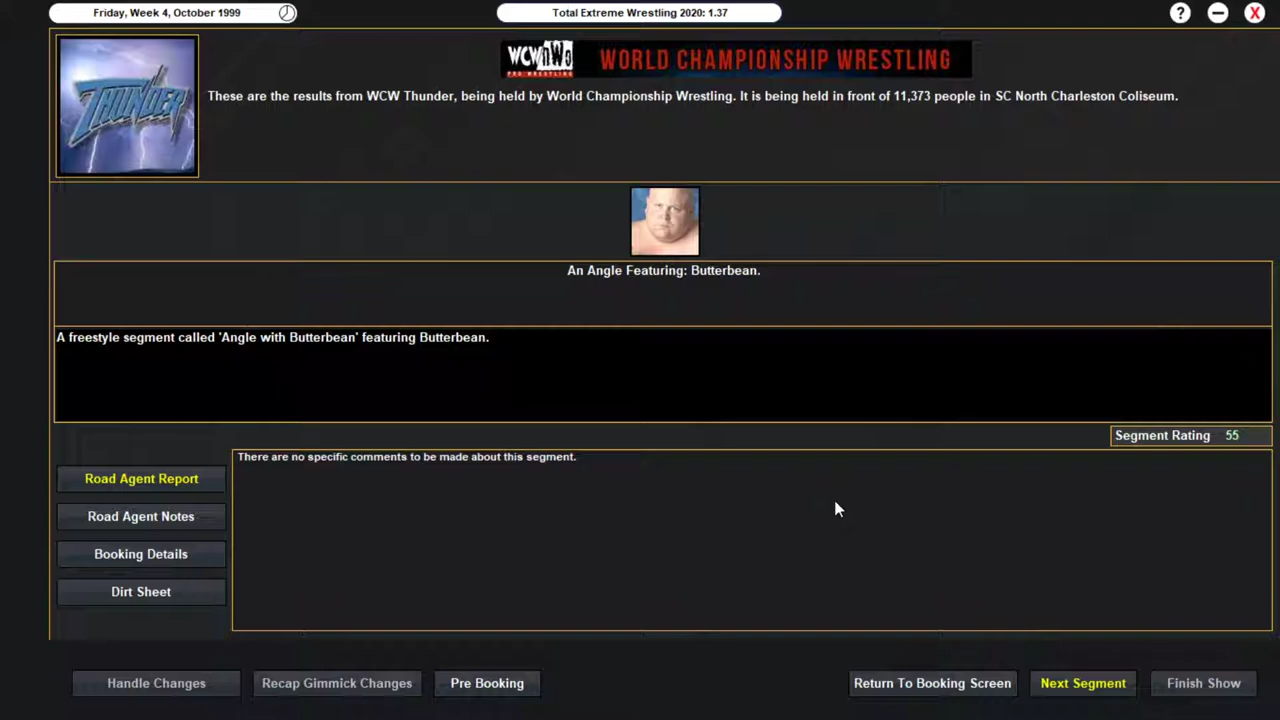 Friday, Week 4, October 1999
Total Extreme Wrestling 2020: 1.37
?
X
THUNDER
WCW
PRO WRESTLING
WORLD CHAMPIONSHIP WRESTLING
These are the results from WCW Thunder, being held by World Championship Wrestling. It is being held in front of 11,373 people in SC North Charleston Coliseum.
An Angle Featuring: Butterbean.
A freestyle segment called 'Angle with Butterbean' featuring Butterbean.
Segment Rating 55
Road Agent Report
There are no specific comments to be made about this segment.
Road Agent Notes
Booking Details
Dirt Sheet
Handle Changes
Recap Gimmick Changes
Pre Booking
Return To Booking Screen
Next Segment
Finish Show